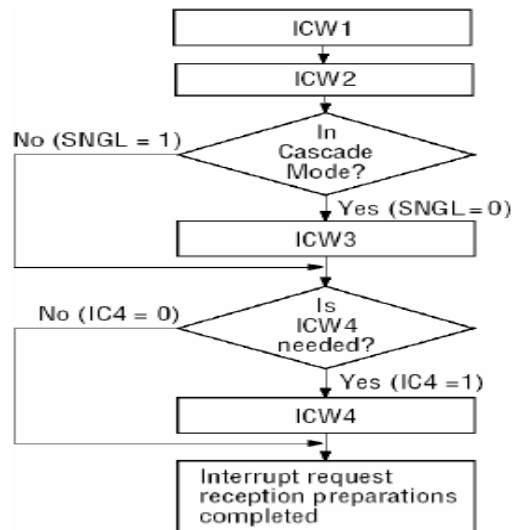 ICW1
ICW2
In
Cascade
Mode?
No (SNGL = 1)
Yes (SNGL=0)
ICW3
Is
ICW4
needed?
No (IC4 = 0)
Yes (IC4 =1)
ICW4
Interrupt request
reception preparations
completed